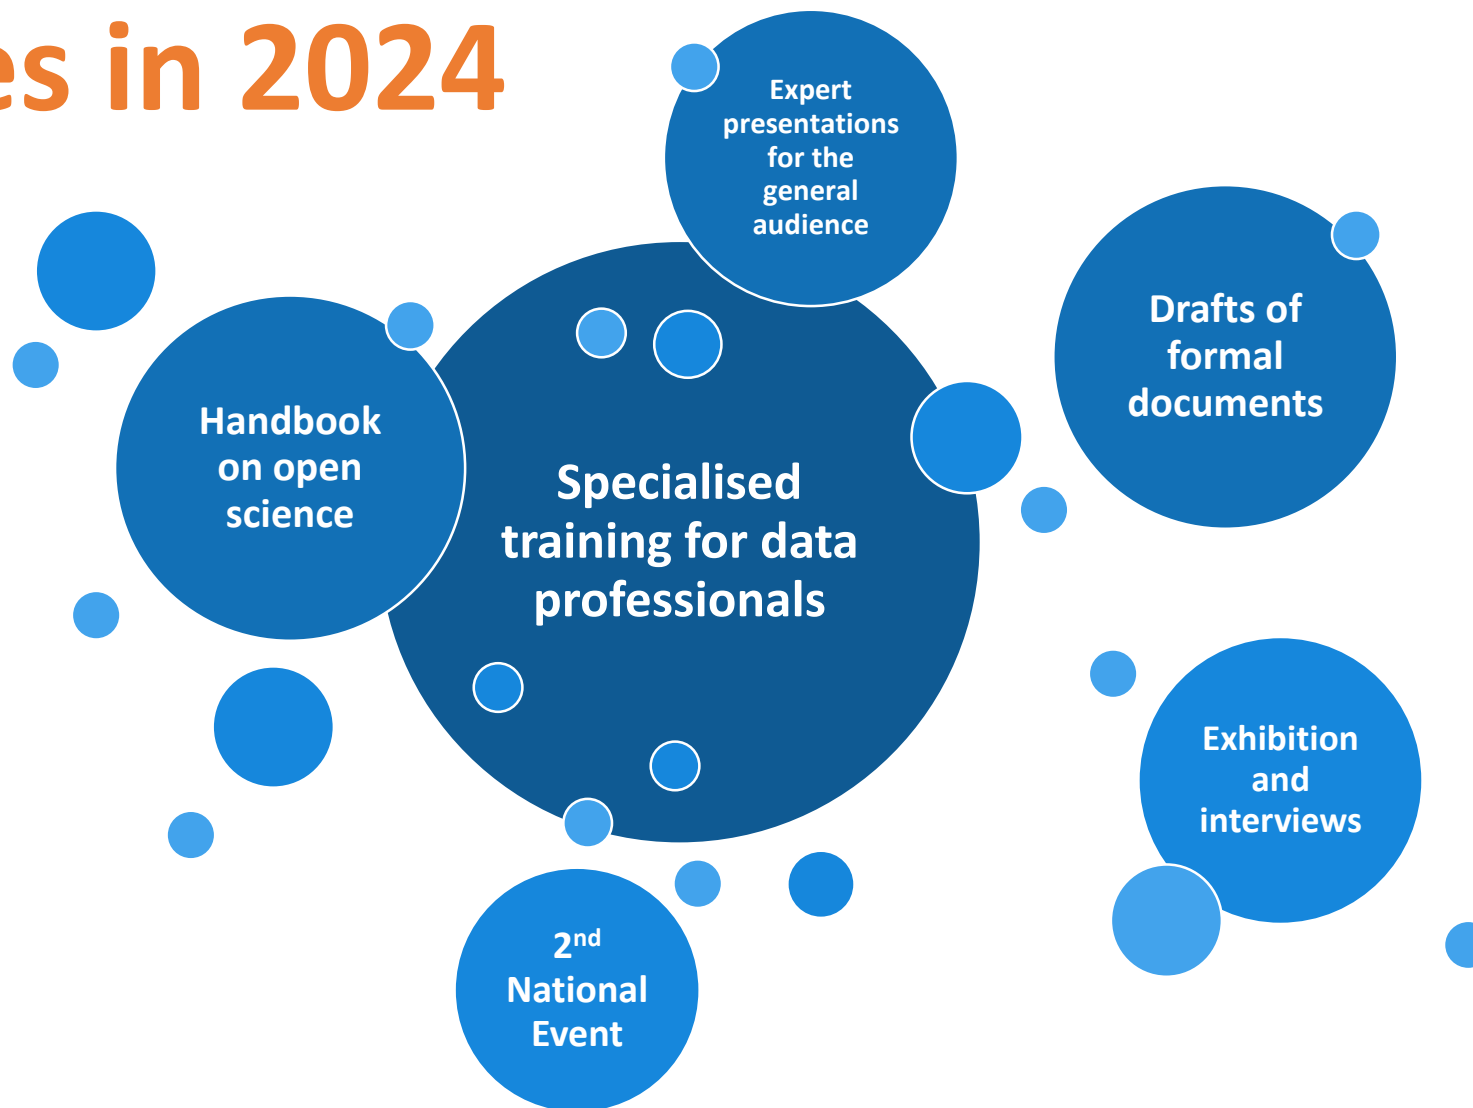 es in 2024
Expert
presentations
for the
general
audience
Drafts of
formal
documents
Handbook
on open
science
Specialised
training for data
professionals
Exhibition
and
interviews
2nd
National
Event